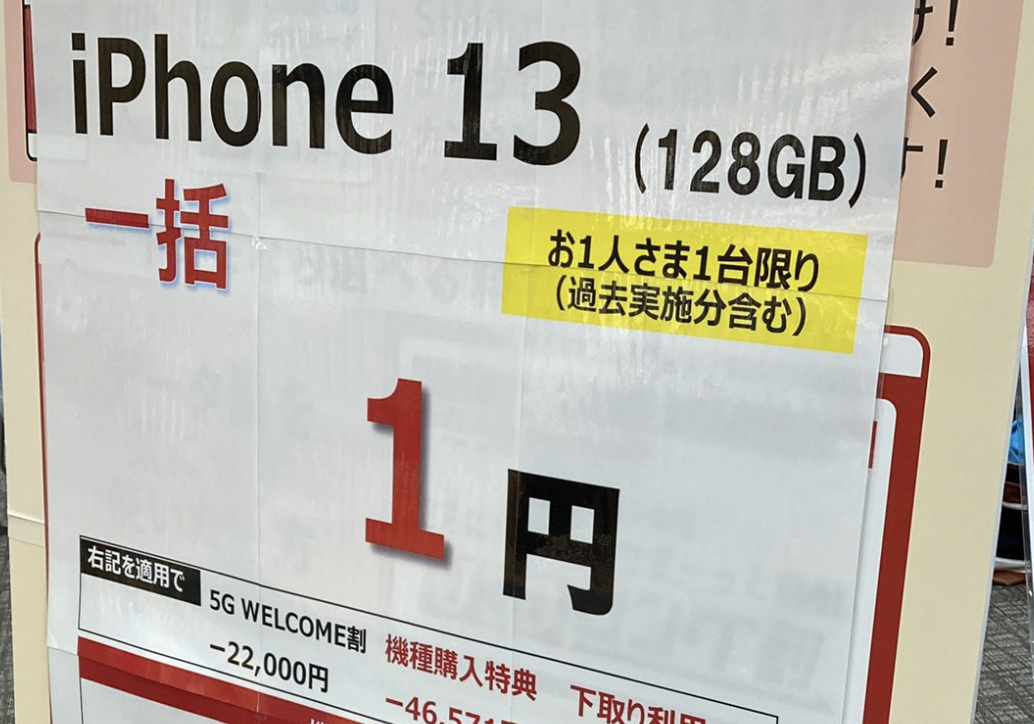 iPhone 13 (128GB)
一括
お1人さま1台限り
(過去実施分含む)
1円
右記を適用で
5G WELCOME割 機種購入特典 下取り利用
-22,000円
く